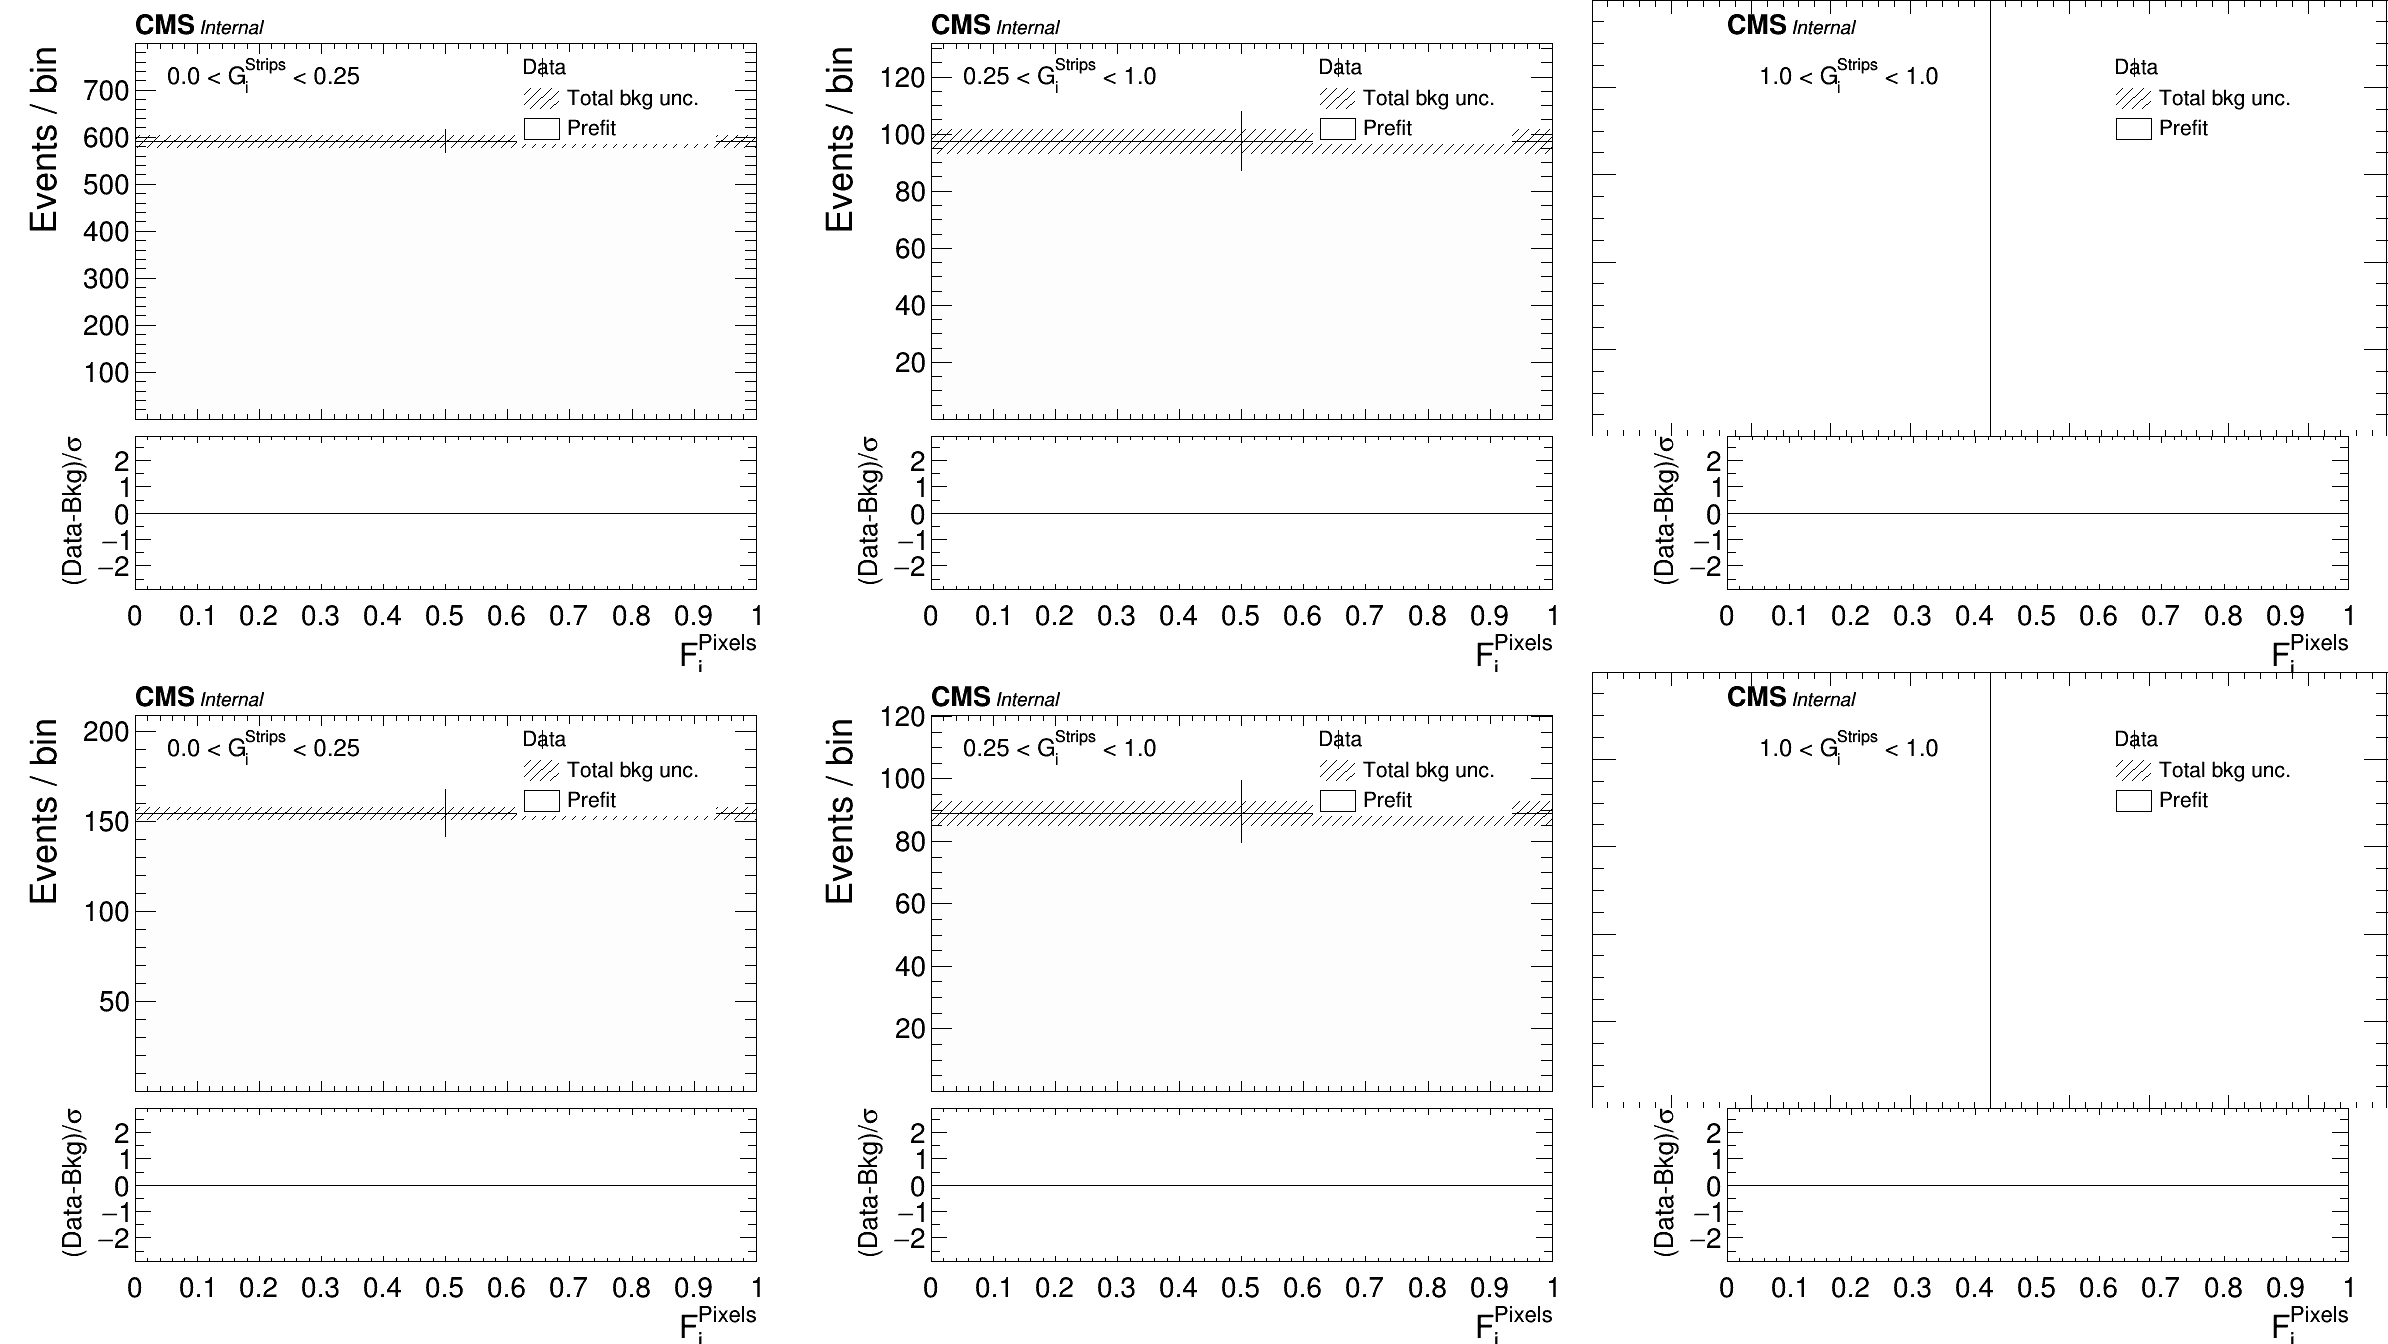 CMS Internal
Events / bin
0.0 < G_i^Strips < 0.25
Data
Total bkg unc.
Prefit
700
600
500
400
300
200
100
(Data-Bkg)/σ
2
1
0
−1
−2
0 0.1 0.2 0.3 0.4 0.5 0.6 0.7 0.8 0.9 1
F_i^Pixels
CMS Internal
Events / bin
0.25 < G_i^Strips < 1.0
Data
Total bkg unc.
Prefit
120
100
80
60
40
20
(Data-Bkg)/σ
2
1
0
−1
−2
0 0.1 0.2 0.3 0.4 0.5 0.6 0.7 0.8 0.9 1
F_i^Pixels
CMS Internal
1.0 < G_i^Strips < 1.0
Data
Total bkg unc.
Prefit
(Data-Bkg)/σ
2
1
0
−1
−2
0 0.1 0.2 0.3 0.4 0.5 0.6 0.7 0.8 0.9 1
F_i^Pixels
CMS Internal
Events / bin
0.0 < G_i^Strips < 0.25
Data
Total bkg unc.
Prefit
200
150
100
50
(Data-Bkg)/σ
2
1
0
−1
−2
0 0.1 0.2 0.3 0.4 0.5 0.6 0.7 0.8 0.9 1
F_i^Pixels
CMS Internal
Events / bin
0.25 < G_i^Strips < 1.0
Data
Total bkg unc.
Prefit
120
100
80
60
40
20
(Data-Bkg)/σ
2
1
0
−1
−2
0 0.1 0.2 0.3 0.4 0.5 0.6 0.7 0.8 0.9 1
F_i^Pixels
CMS Internal
1.0 < G_i^Strips < 1.0
Data
Total bkg unc.
Prefit
(Data-Bkg)/σ
2
1
0
−1
−2
0 0.1 0.2 0.3 0.4 0.5 0.6 0.7 0.8 0.9 1
F_i^Pixels